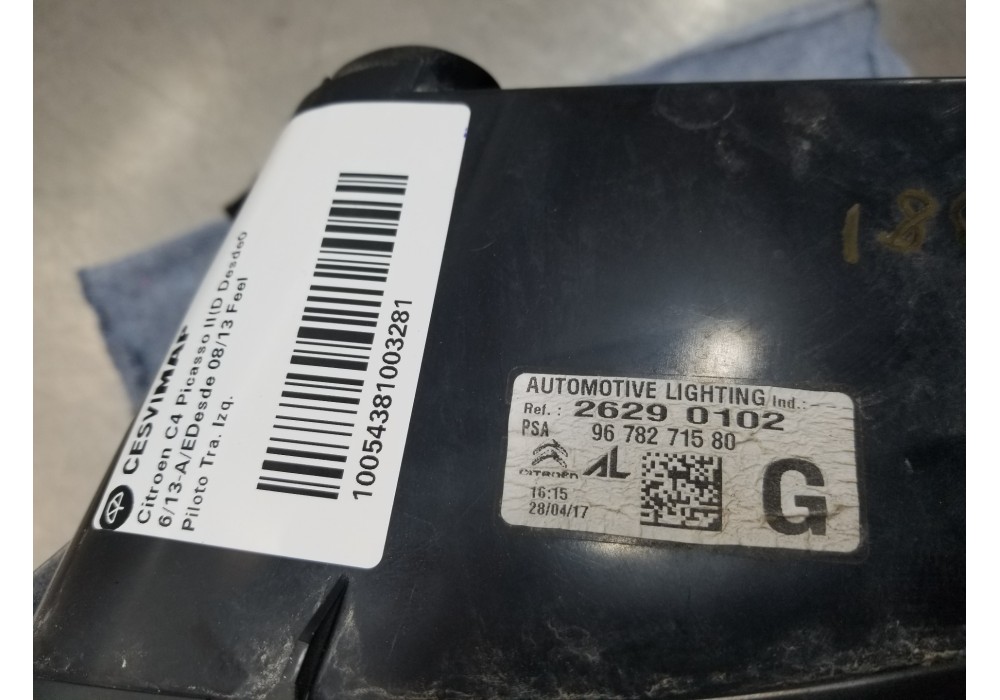 CESVIMAP
Citroen C4 Picasso II(D Desde0
6/13-A/EDesde 08/13 Feel
Piloto Tra. Izq.
10054381003281
AUTOMOTIVE LIGHTING Ind.:
Ref.: 2629 0102
PSA 96 782 715 80
CITROËN AL
16:15
28/04/17
G
188